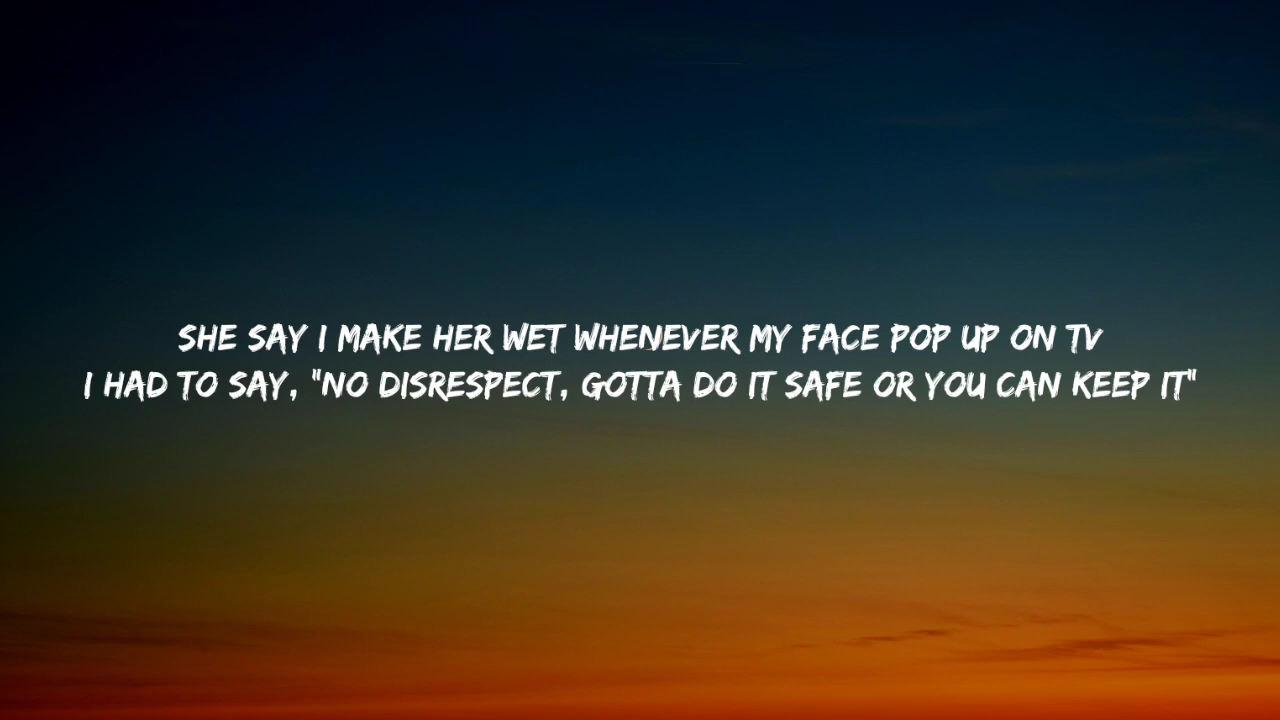 SHE SAY I MAKE HER WET WHENEVER MY FACE POP UP ON TV
I HAD TO SAY, "NO DISRESPECT, GOTTA DO IT SAFE OR YOU CAN KEEP IT"